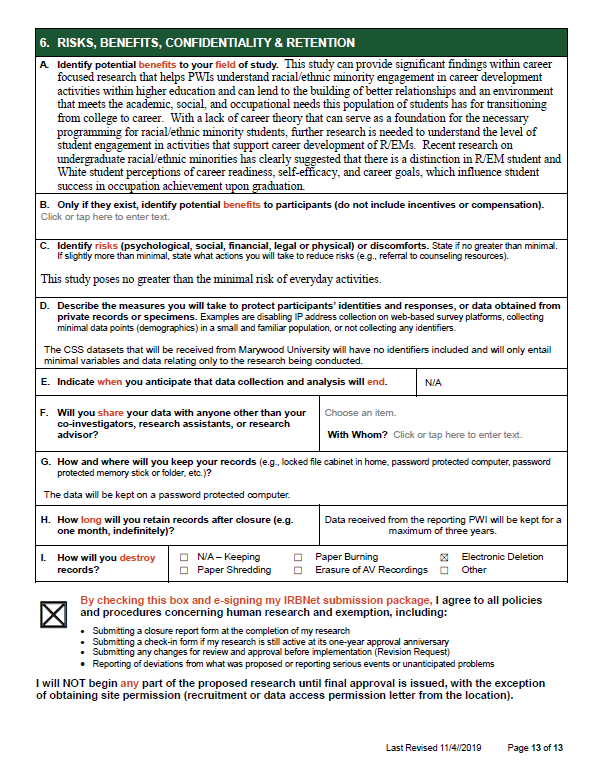 6. RISKS, BENEFITS, CONFIDENTIALITY & RETENTION
A. Identify potential benefits to your field of study. This study can provide significant findings within career
focused research that helps PWIs understand racial/ethnic minority engagement in career development
activities within higher education and can lend to the building of better relationships and an environment
that meets the academic, social, and occupational needs this population of students has for transitioning
from college to career. With a lack of career theory that can serve as a foundation for the necessary
programming for racial/ethnic minority students, further research is needed to understand the level of
student engagement in activities that support career development of R/EMs. Recent research on
undergraduate racial/ethnic minorities has clearly suggested that there is a distinction in R/EM student and
White student perceptions of career readiness, self-efficacy, and career goals, which influence student
success in occupation achievement upon graduation.
B. Only if they exist, identify potential benefits to participants (do not include incentives or compensation).
Click or tap here to enter text.
C. Identify risks (psychological, social, financial, legal or physical) or discomforts. State if no greater than minimal.
If slightly more than minimal, state what actions you will take to reduce risks (e.g., referral to counseling resources).
This study poses no greater than the minimal risk of everyday activities.
D. Describe the measures you will take to protect participants' identities and responses, or data obtained from
private records or specimens. Examples are disabling IP address collection on web-based survey platforms, collecting
minimal data points (demographics) in a small and familiar population, or not collecting any identifiers.
The CSS datasets that will be received from Marywood University will have no identifiers included and will only entail
minimal variables and data relating only to the research being conducted.
E. Indicate when you anticipate that data collection and analysis will end.
N/A
F. Will you share your data with anyone other than your
co-investigators, research assistants, or research
advisor?
Choose an item.
With Whom? Click or tap here to enter text.
G. How and where will you keep your records (e.g., locked file cabinet in home, password protected computer, password
protected memory stick or folder, etc.)?
The data will be kept on a password protected computer.
H. How long will you retain records after closure (e.g.
one month, indefinitely)?
Data received from the reporting PWI will be kept for a
maximum of three years.
I. How will you destroy
records?
☐ N/A – Keeping ☐ Paper Burning ☒ Electronic Deletion
☐ Paper Shredding ☐ Erasure of AV Recordings ☐ Other
☒ By checking this box and e-signing my IRBNet submission package, I agree to all policies
and procedures concerning human research and exemption, including:
• Submitting a closure report form at the completion of my research
• Submitting a check-in form if my research is still active at its one-year approval anniversary
• Submitting any changes for review and approval before implementation (Revision Request)
• Reporting of deviations from what was proposed or reporting serious events or unanticipated problems
I will NOT begin any part of the proposed research until final approval is issued, with the exception
of obtaining site permission (recruitment or data access permission letter from the location).
Last Revised 11/4//2019 Page 13 of 13